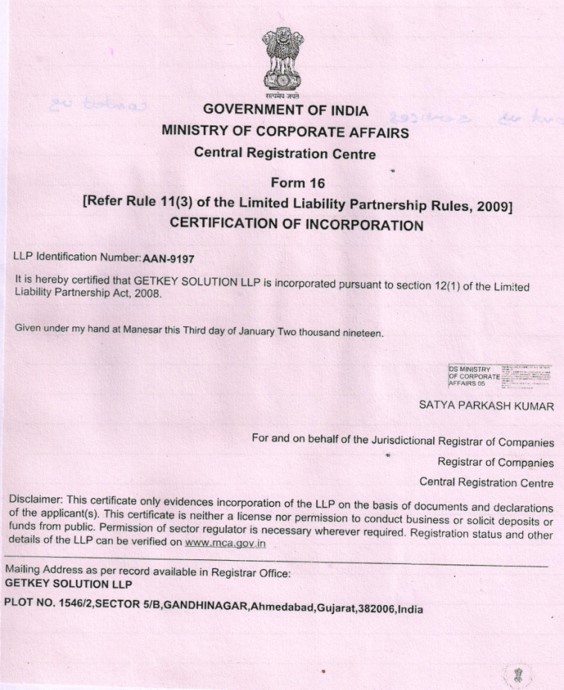 सत्यमेव जयते
GOVERNMENT OF INDIA
MINISTRY OF CORPORATE AFFAIRS
Central Registration Centre
Form 16
[Refer Rule 11(3) of the Limited Liability Partnership Rules, 2009]
CERTIFICATION OF INCORPORATION
LLP Identification Number:AAN-9197
It is hereby certified that GETKEY SOLUTION LLP is incorporated pursuant to section 12(1) of the Limited
Liability Partnership Act, 2008.
Given under my hand at Manesar this Third day of January Two thousand nineteen.
DS MINISTRY
OF CORPORATE
AFFAIRS 05
SATYA PARKASH KUMAR
For and on behalf of the Jurisdictional Registrar of Companies
Registrar of Companies
Central Registration Centre
Disclaimer: This certificate only evidences incorporation of the LLP on the basis of documents and declarations
of the applicant(s). This certificate is neither a license nor permission to conduct business or solicit deposits or
funds from public. Permission of sector regulator is necessary wherever required. Registration status and other
details of the LLP can be verified on www.mca.gov.in
Mailing Address as per record available in Registrar Office:
GETKEY SOLUTION LLP
PLOT NO. 1546/2,SECTOR 5/B,GANDHINAGAR,Ahmedabad,Gujarat,382006,India